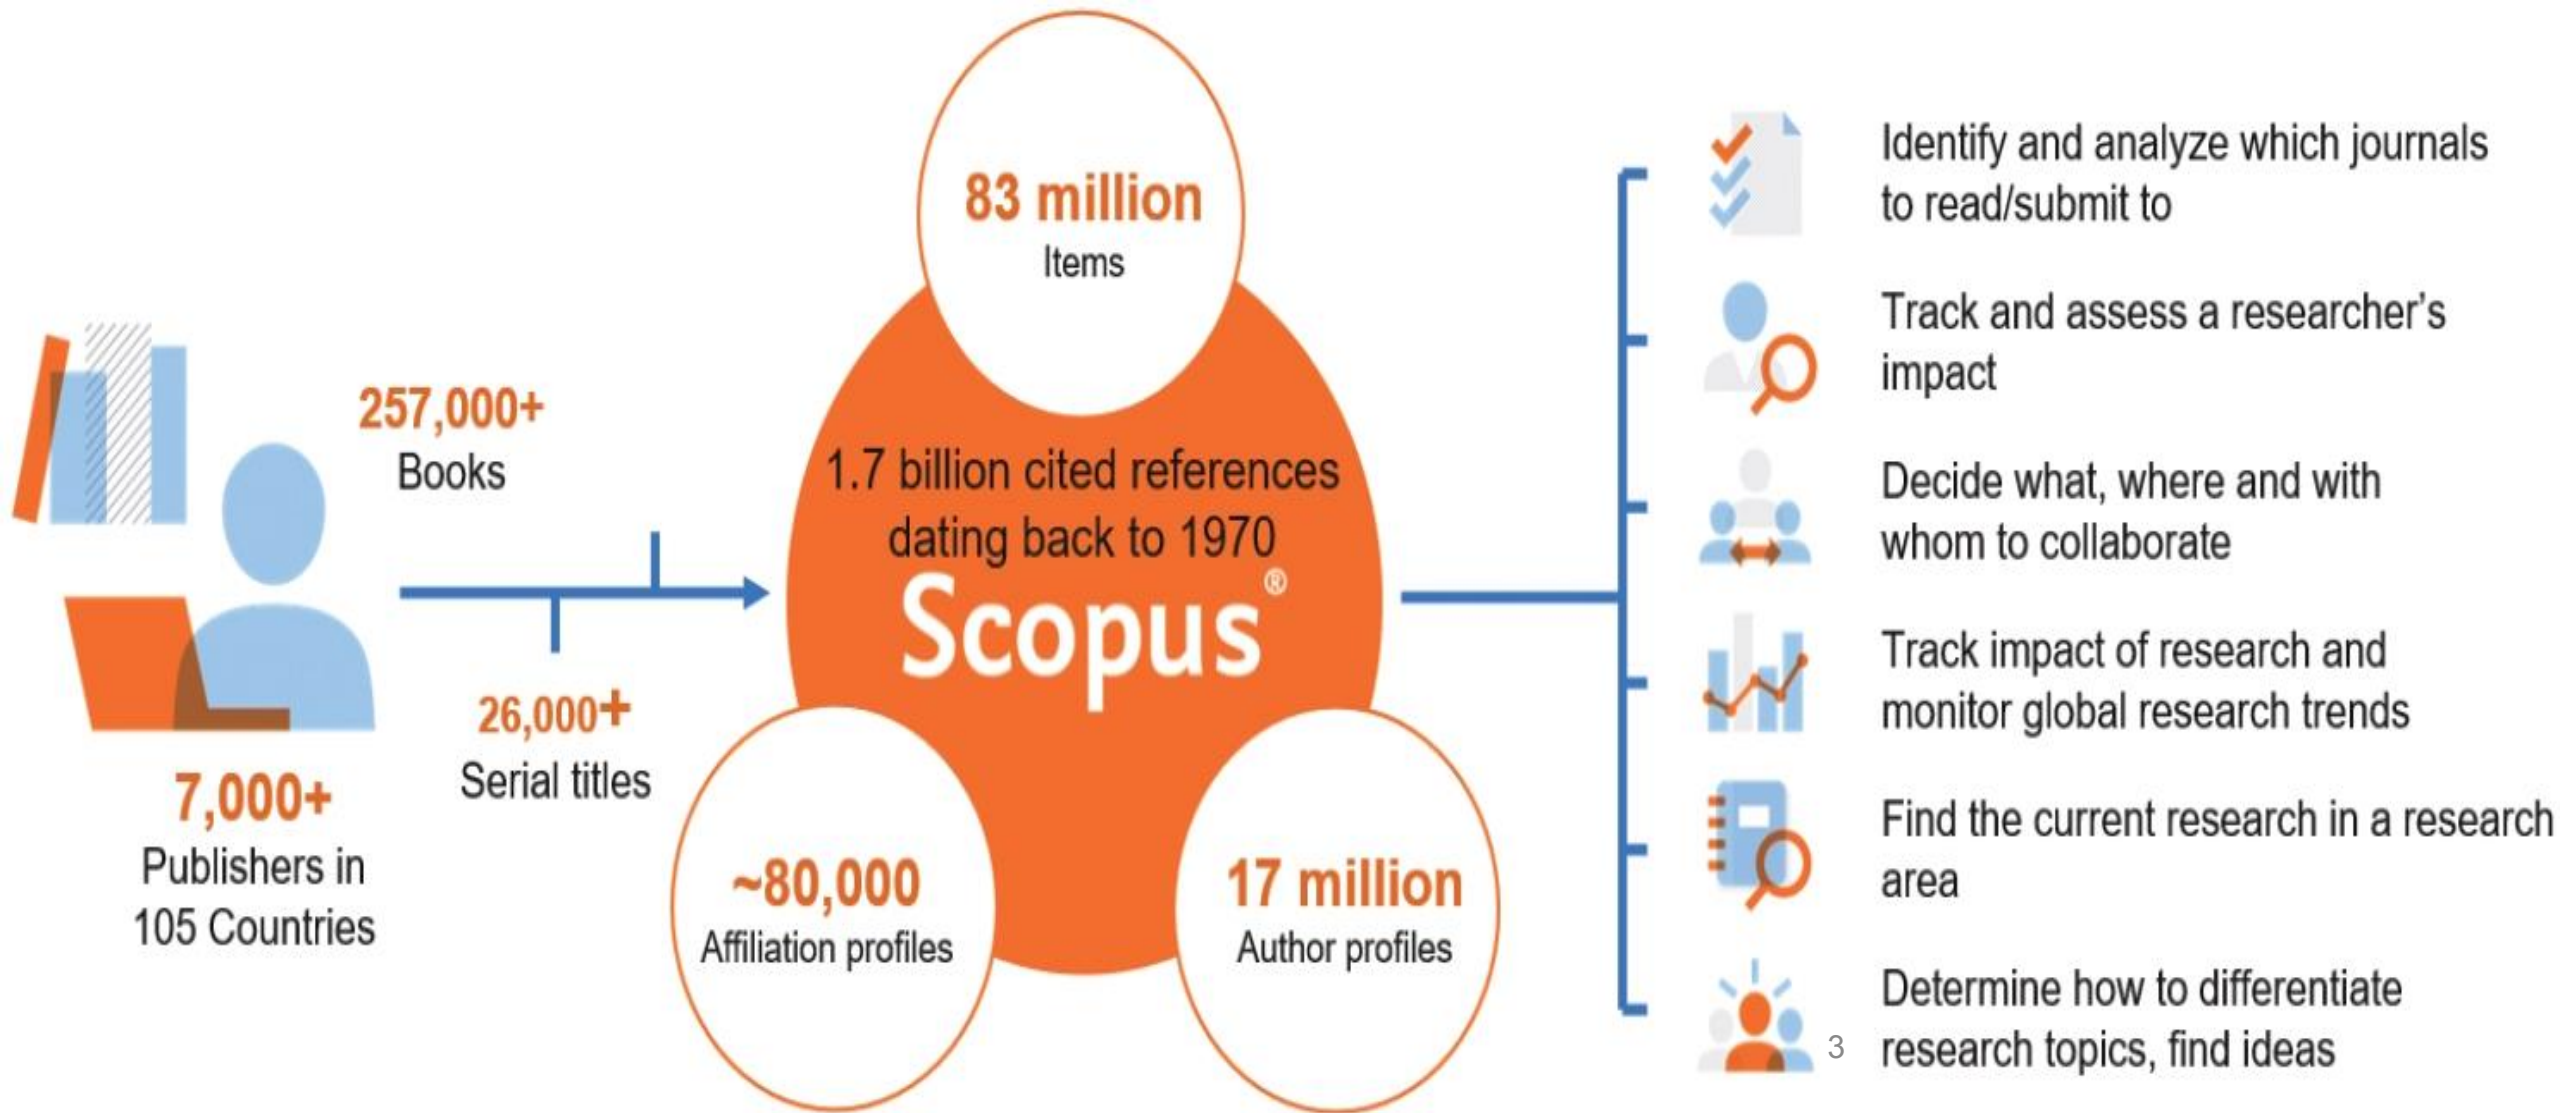 257,000+
Books
26,000+
Serial titles
7,000+
Publishers in
105 Countries
83 million
Items
1.7 billion cited references
dating back to 1970
Scopus®
~80,000
Affiliation profiles
17 million
Author profiles
Identify and analyze which journals
to read/submit to
Track and assess a researcher’s
impact
Decide what, where and with
whom to collaborate
Track impact of research and
monitor global research trends
Find the current research in a research
area
Determine how to differentiate
research topics, find ideas
3